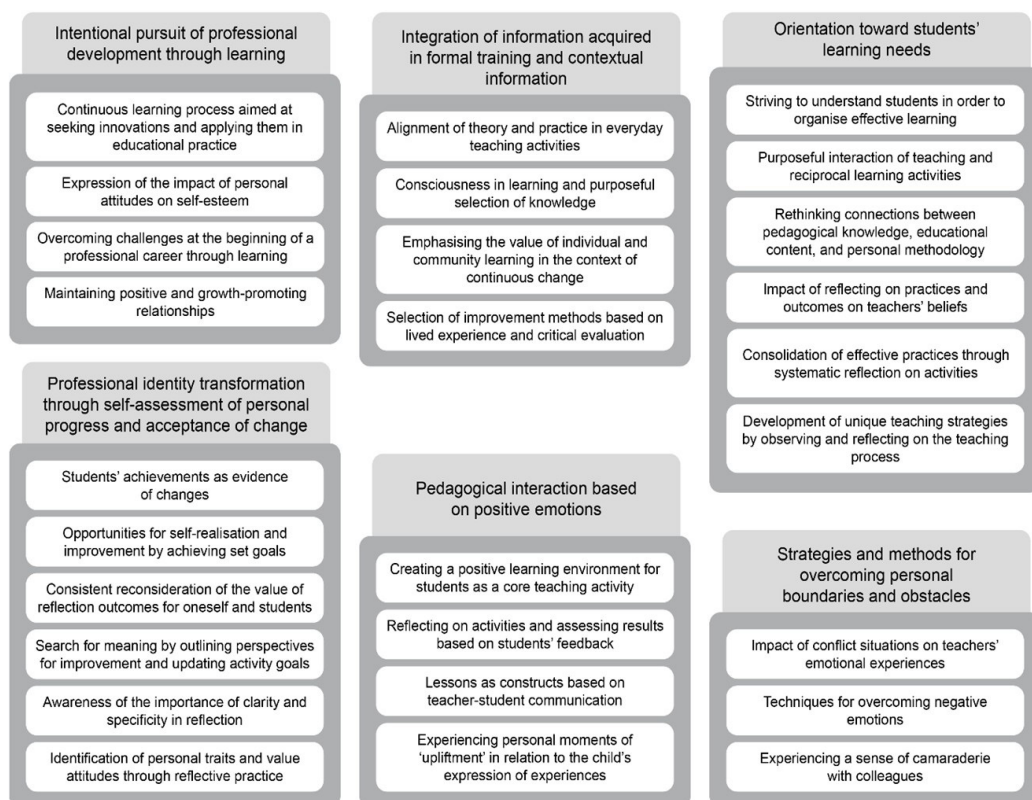 Intentional pursuit of professional
development through learning
Continuous learning process aimed at
seeking innovations and applying them in
educational practice
Expression of the impact of personal
attitudes on self-esteem
Overcoming challenges at the beginning of a
professional career through learning
Maintaining positive and growth-promoting
relationships
Integration of information acquired
in formal training and contextual
information
Alignment of theory and practice in everyday
teaching activities
Consciousness in learning and purposeful
selection of knowledge
Emphasising the value of individual and
community learning in the context of
continuous change
Selection of improvement methods based on
lived experience and critical evaluation
Orientation toward students'
learning needs
Striving to understand students in order to
organise effective learning
Purposeful interaction of teaching and
reciprocal learning activities
Rethinking connections between
pedagogical knowledge, educational
content, and personal methodology
Impact of reflecting on practices and
outcomes on teachers' beliefs
Consolidation of effective practices through
systematic reflection on activities
Development of unique teaching strategies
by observing and reflecting on the teaching
process
Professional identity transformation
through self-assessment of personal
progress and acceptance of change
Students' achievements as evidence
of changes
Opportunities for self-realisation and
improvement by achieving set goals
Consistent reconsideration of the value of
reflection outcomes for oneself and students
Search for meaning by outlining perspectives
for improvement and updating activity goals
Awareness of the importance of clarity and
specificity in reflection
Identification of personal traits and value
attitudes through reflective practice
Pedagogical interaction based
on positive emotions
Creating a positive learning environment for
students as a core teaching activity
Reflecting on activities and assessing results
based on students' feedback
Lessons as constructs based on
teacher-student communication
Experiencing personal moments of
'upliftment' in relation to the child's
expression of experiences
Strategies and methods for
overcoming personal
boundaries and obstacles
Impact of conflict situations on teachers'
emotional experiences
Techniques for overcoming negative
emotions
Experiencing a sense of camaraderie
with colleagues